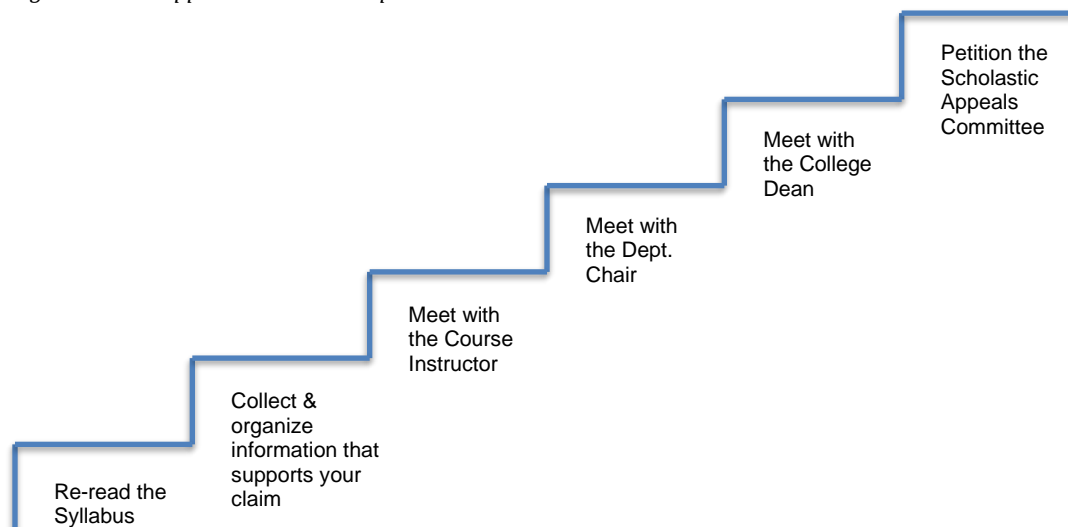 Petition the
Scholastic
Appeals
Committee
Meet with
the College
Dean
Meet with
the Dept.
Chair
Meet with
the Course
Instructor
Collect &
organize
information that
supports your
claim
Re-read the
Syllabus